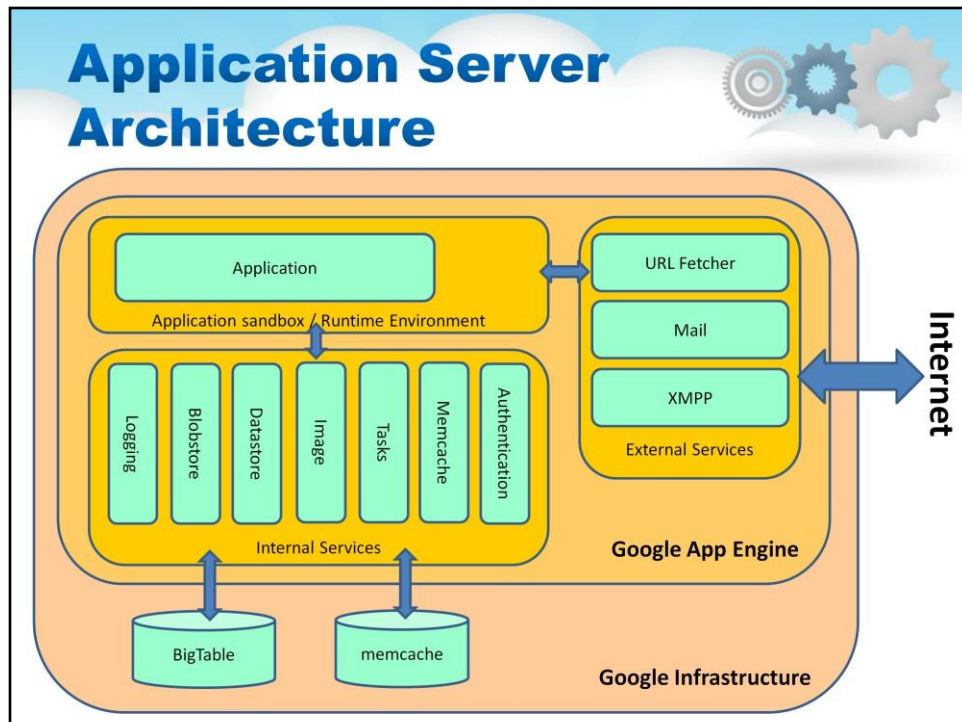 Application Server
Architecture
Application
Application sandbox / Runtime Environment
URL Fetcher
Mail
XMPP
External Services
Internet
Logging
Blobstore
Datastore
Image
Tasks
Memcache
Authentication
Internal Services
Google App Engine
BigTable
memcache
Google Infrastructure